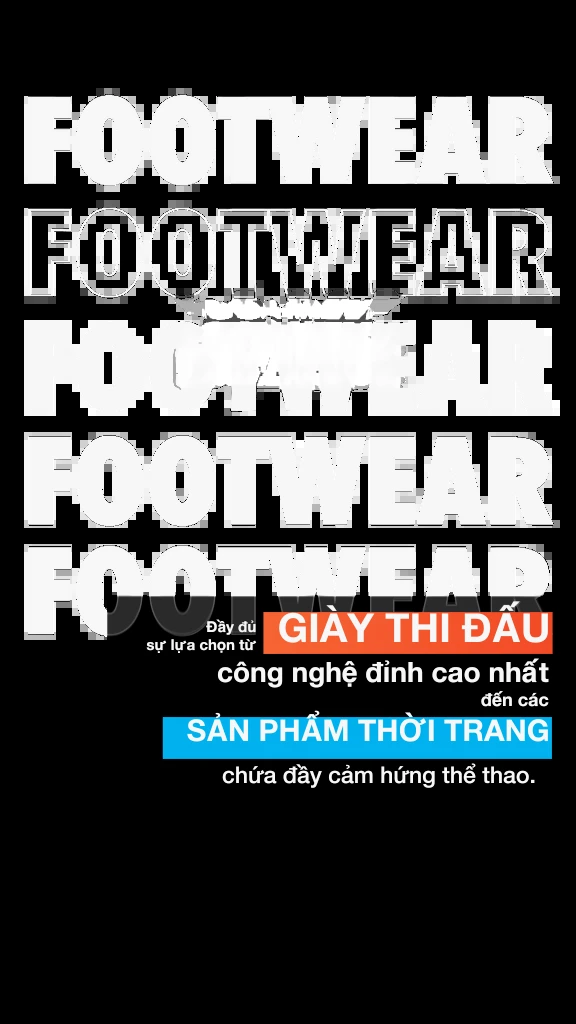 FOOTWEAR
FOOTWEAR
FOOTWEAR
FOOTWEAR
FOOTWEAR
Đầy đủ
sự lựa chọn từ
GIÀY THI ĐẤU
công nghệ đỉnh cao nhất
đến các
SẢN PHẨM THỜI TRANG
chứa đầy cảm hứng thể thao.